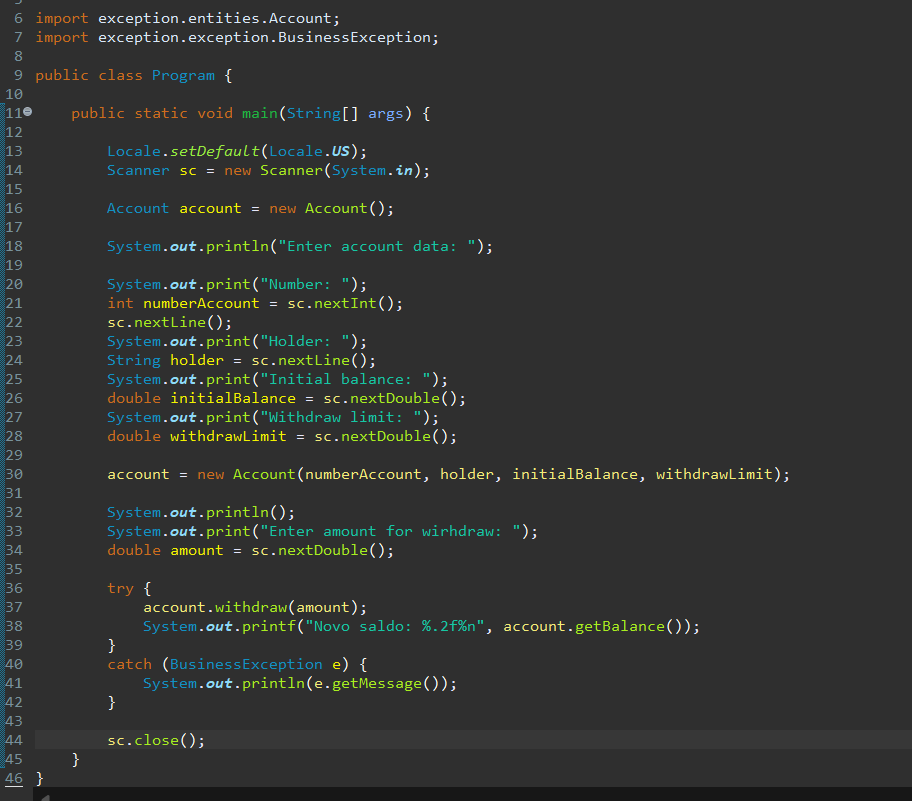 6 import exception.entities.Account;
7 import exception.exception.BusinessException;
8
9 public class Program {
10
11 public static void main(String[] args) {
12
13 Locale.setDefault(Locale.US);
14 Scanner sc = new Scanner(System.in);
15
16 Account account = new Account();
17
18 System.out.println("Enter account data: ");
19
20 System.out.print("Number: ");
21 int numberAccount = sc.nextInt();
22 sc.nextLine();
23 System.out.print("Holder: ");
24 String holder = sc.nextLine();
25 System.out.print("Initial balance: ");
26 double initialBalance = sc.nextDouble();
27 System.out.print("Withdraw limit: ");
28 double withdrawLimit = sc.nextDouble();
29
30 account = new Account(numberAccount, holder, initialBalance, withdrawLimit);
31
32 System.out.println();
33 System.out.print("Enter amount for wirhdraw: ");
34 double amount = sc.nextDouble();
35
36 try {
37 account.withdraw(amount);
38 System.out.printf("Novo saldo: %.2f%n", account.getBalance());
39 }
40 catch (BusinessException e) {
41 System.out.println(e.getMessage());
42 }
43
44 sc.close();
45 }
46 }